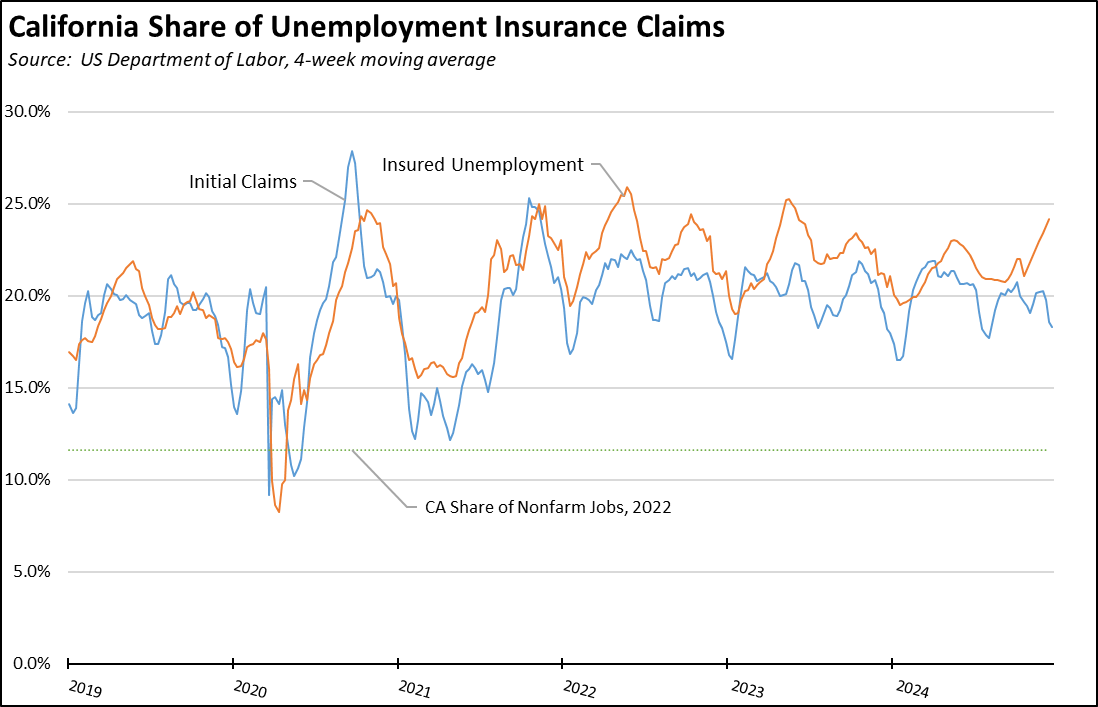 California Share of Unemployment Insurance Claims
Source:  US Department of Labor, 4-week moving average
30.0%
Insured Unemployment
Initial Claims
25.0%
20.0%
15.0%
10.0%
CA Share of Nonfarm Jobs, 2022
5.0%
0.0%
2019 2020 2021 2022 2023 2024